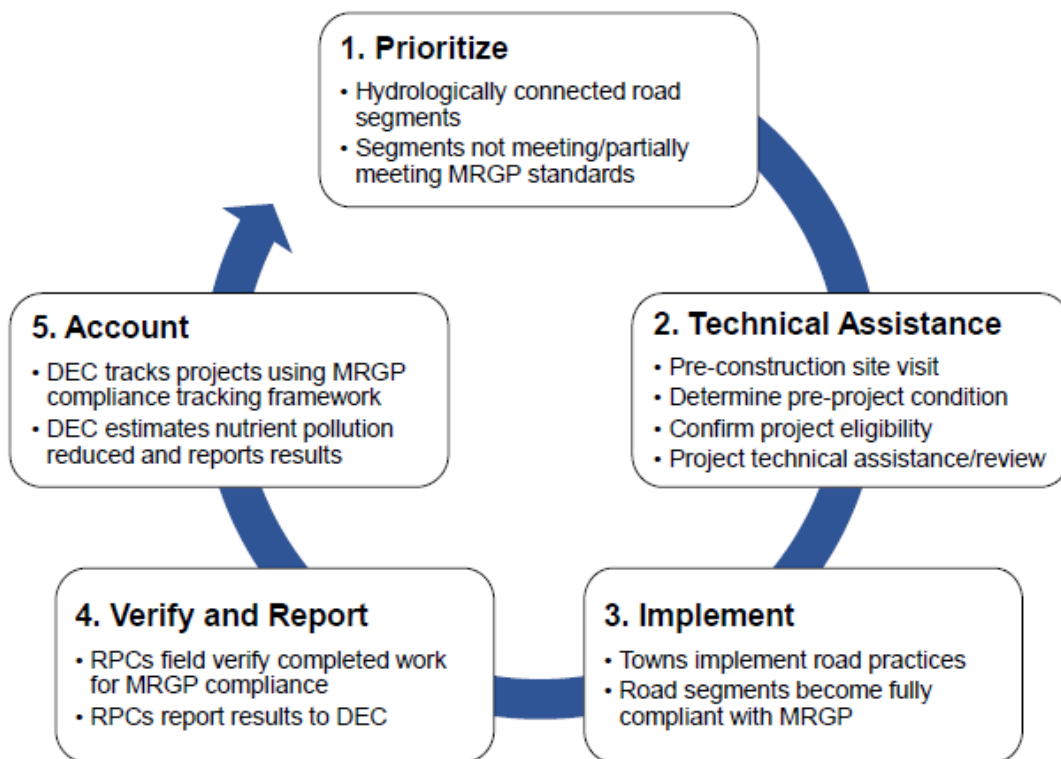 1. Prioritize
• Hydrologically connected road
segments
• Segments not meeting/partially
meeting MRGP standards
2. Technical Assistance
• Pre-construction site visit
• Determine pre-project condition
• Confirm project eligibility
• Project technical assistance/review
3. Implement
• Towns implement road practices
• Road segments become fully
compliant with MRGP
4. Verify and Report
• RPCs field verify completed work
for MRGP compliance
• RPCs report results to DEC
5. Account
• DEC tracks projects using MRGP
compliance tracking framework
• DEC estimates nutrient pollution
reduced and reports results